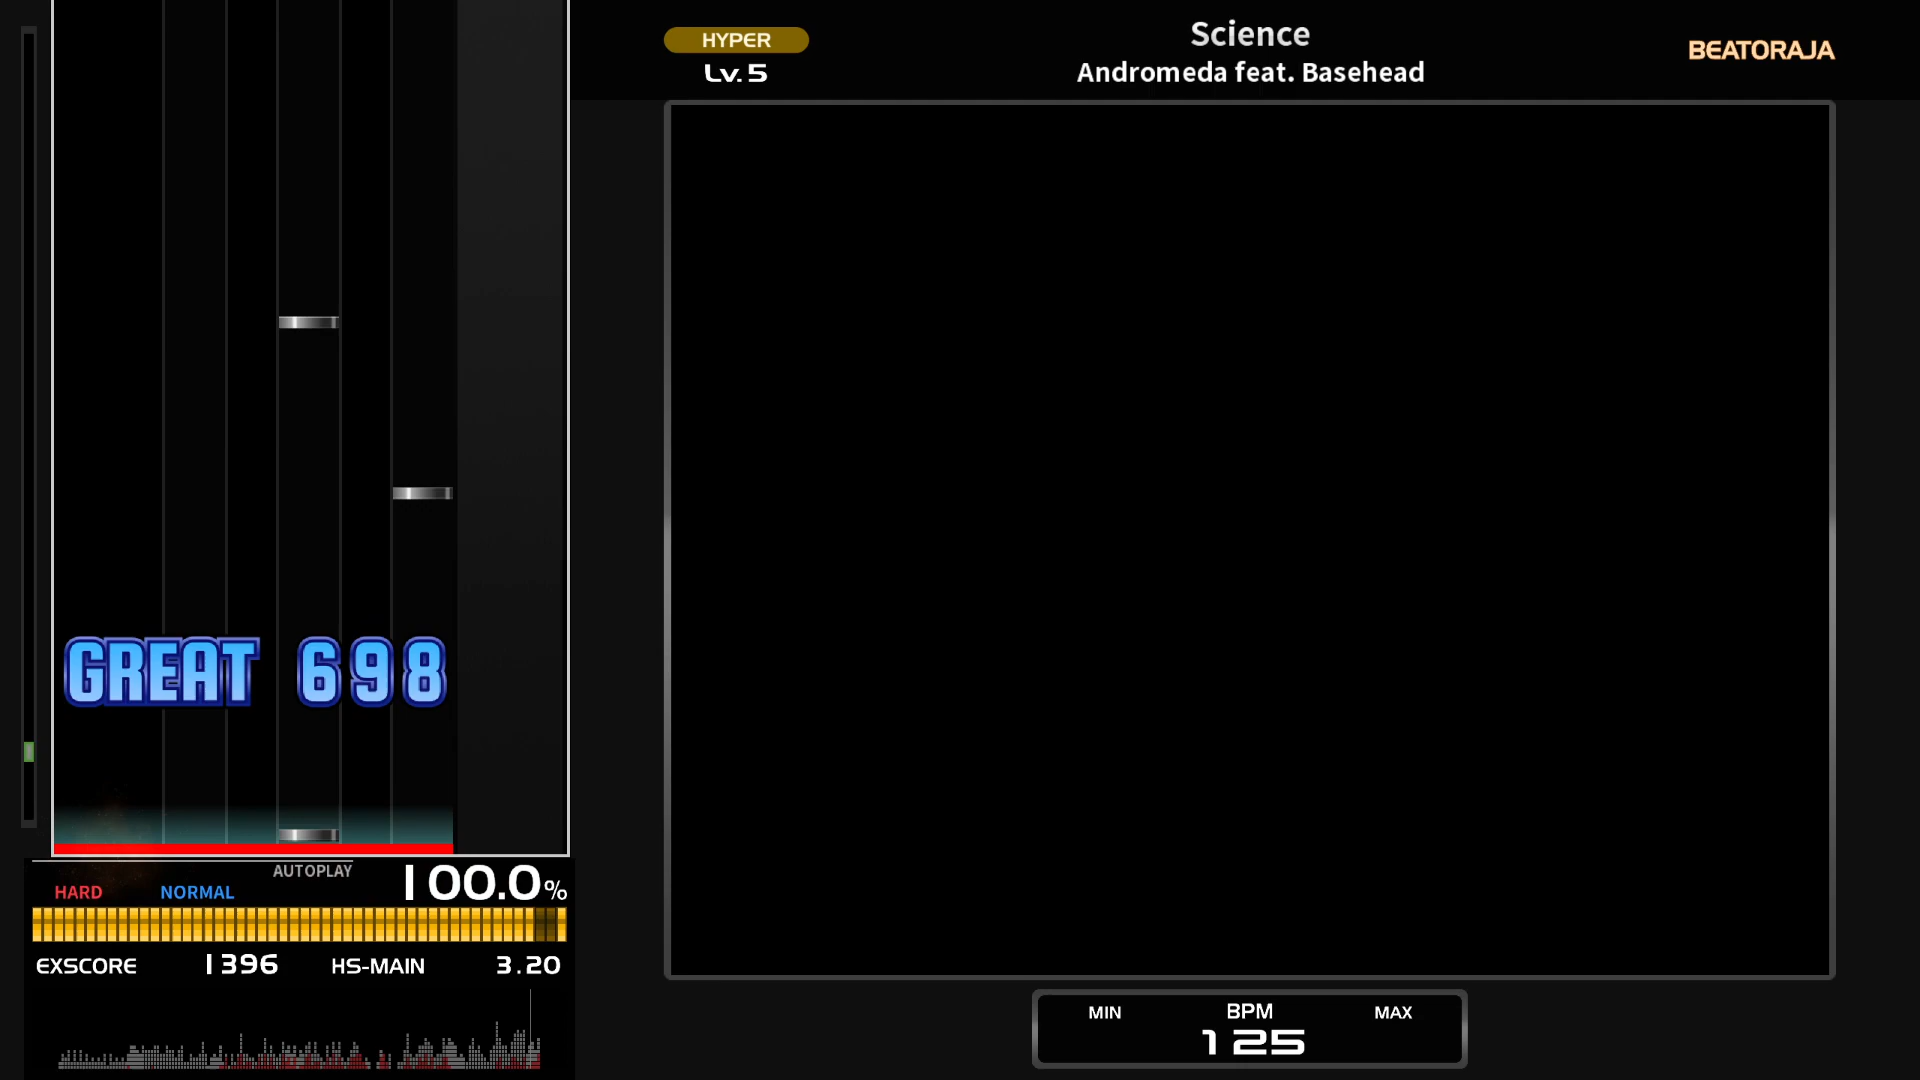 HYPER
Lv.5
Science
Andromeda feat. Basehead
BEATORAJA
GREAT 698
AUTOPLAY
HARD
NORMAL
100.0%
EXSCORE 1396 HS-MAIN 3.20
MIN BPM MAX
125